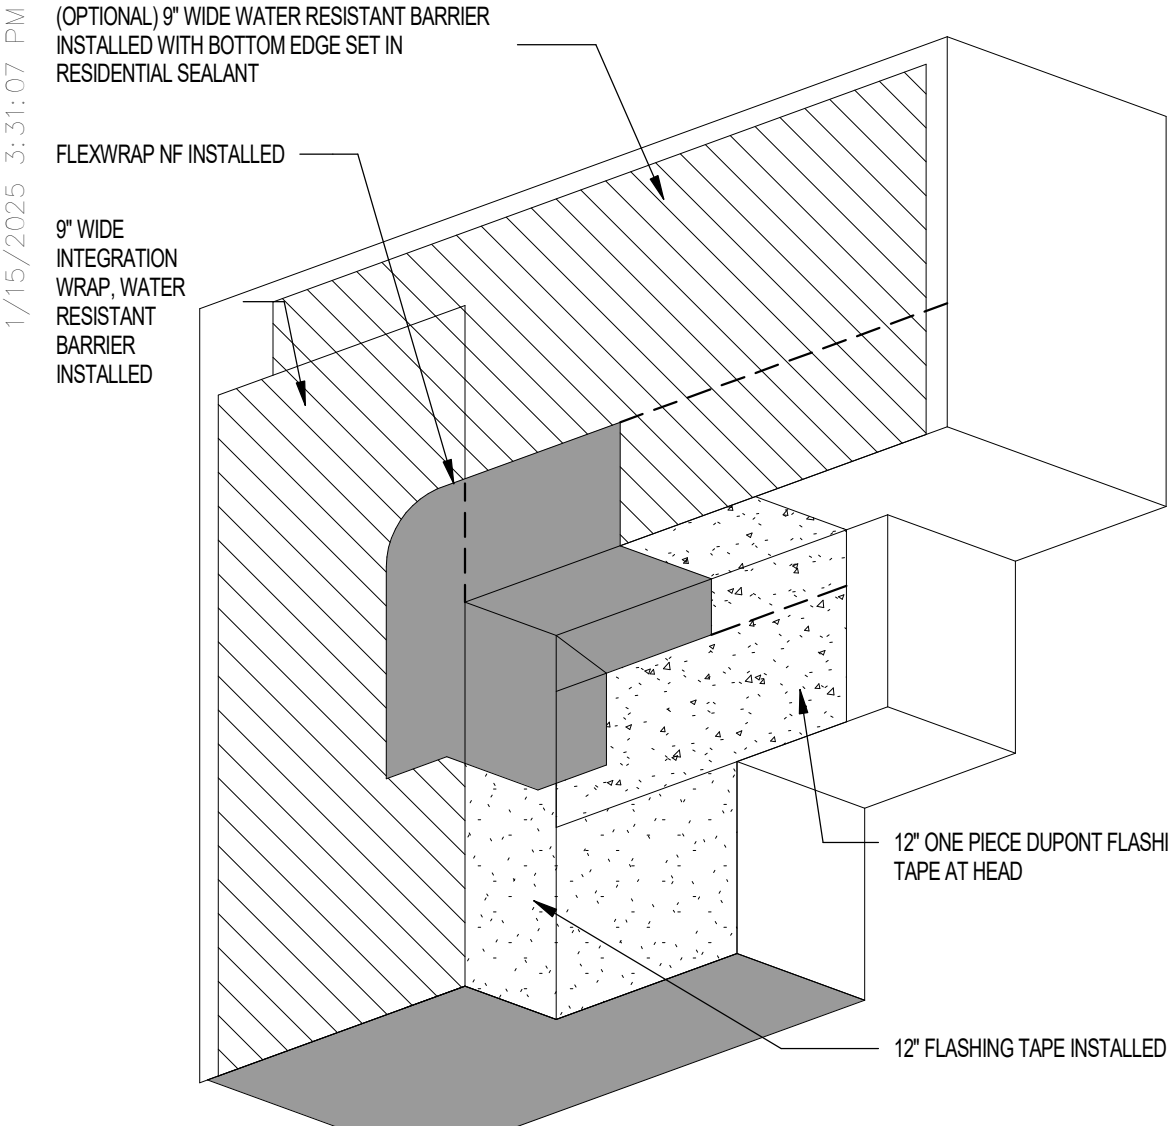 1/15/2025 3:31:07 PM
(OPTIONAL) 9" WIDE WATER RESISTANT BARRIER
INSTALLED WITH BOTTOM EDGE SET IN
RESIDENTIAL SEALANT
FLEXWRAP NF INSTALLED
9" WIDE
INTEGRATION
WRAP, WATER
RESISTANT
BARRIER
INSTALLED
12" ONE PIECE DUPONT FLASHI
TAPE AT HEAD
12" FLASHING TAPE INSTALLED